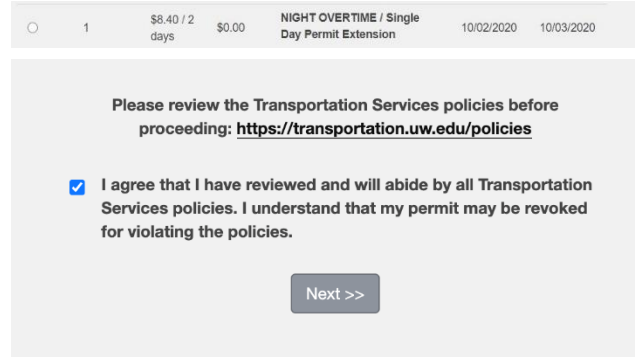 1 $8.40 / 2 days $0.00 NIGHT OVERTIME / Single Day Permit Extension 10/02/2020 10/03/2020
Please review the Transportation Services policies before
proceeding: https://transportation.uw.edu/policies
I agree that I have reviewed and will abide by all Transportation
Services policies. I understand that my permit may be revoked
for violating the policies.
Next >>